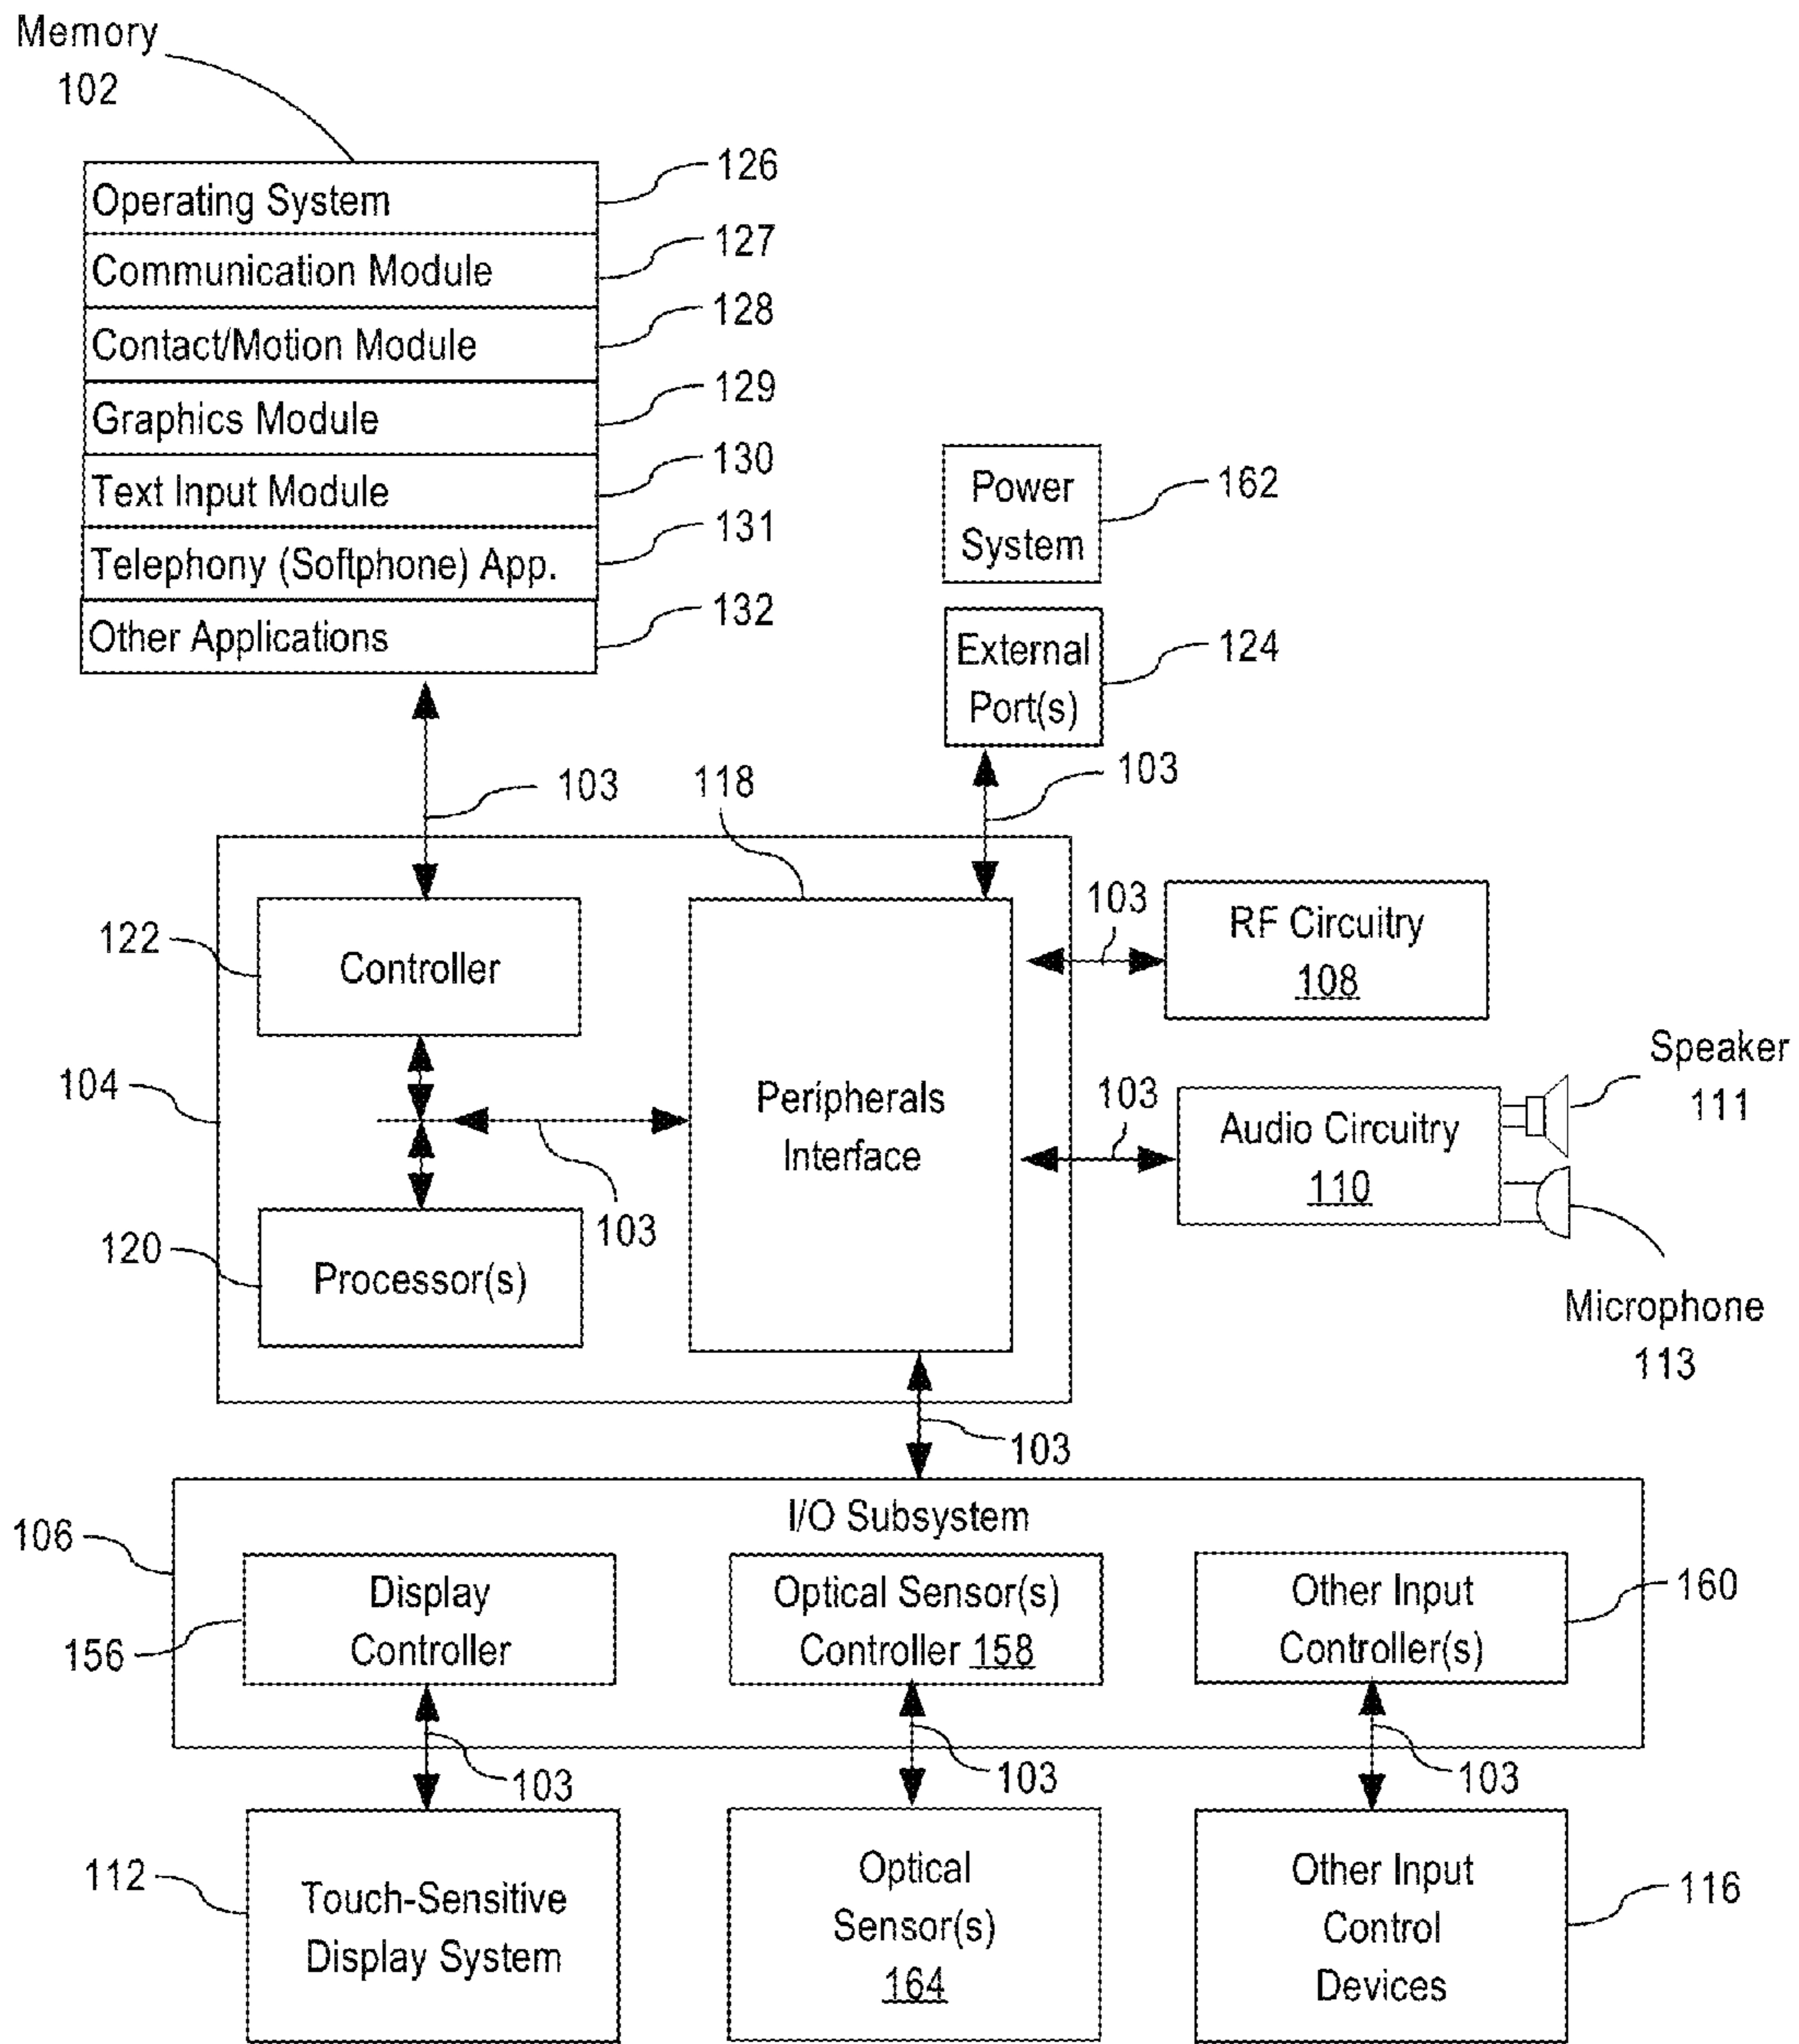 Memory
102
Operating System
126
Communication Module
127
Contact/Motion Module
128
Graphics Module
129
Text Input Module
130
Telephony (Softphone) App.
131
Other Applications
132
Power
System
162
External
Port(s)
124
103
118
103
122
Controller
103
RF Circuitry
108
104
103
Peripherals
Interface
103
Audio Circuitry
110
Speaker
111
120
Processor(s)
Microphone
113
103
I/O Subsystem
106
Display
Controller
156
Optical Sensor(s)
Controller 158
Other Input
Controller(s)
160
103
103
103
112
Touch-Sensitive
Display System
Optical
Sensor(s)
164
Other Input
Control
Devices
116